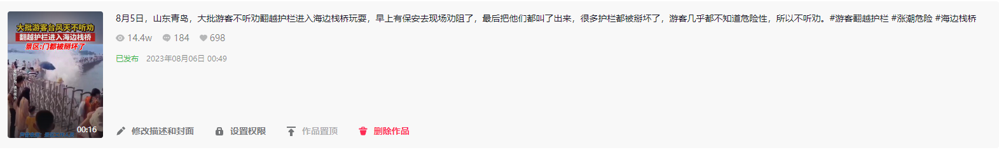 大批游客台风天不听劝
翻越护栏进入海边栈桥
景区:门都被掰坏了
00:16
8月5日，山东青岛，大批游客不听劝翻越护栏进入海边栈桥玩耍，早上有保安去现场劝阻了，最后把他们都叫了出来，很多护栏都被掰坏了，游客几乎都不知道危险性，所以不听劝。#游客翻越护栏 #涨潮危险 #海边栈桥
14.4w 184 698
已发布 2023年08月06日 00:49
修改描述和封面 设置权限 作品置顶 删除作品